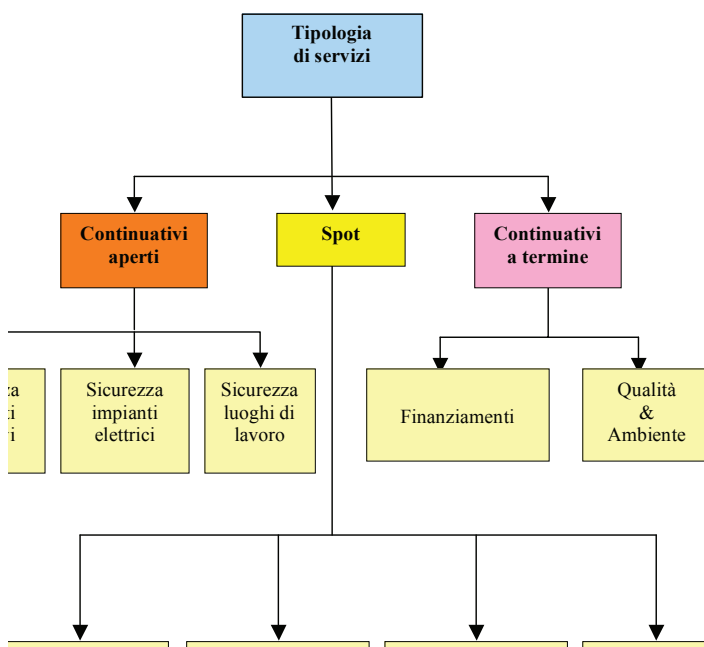 Tipologia
di servizi
Continuativi
aperti
Spot
Continuativi
a termine
Sicurezza
impianti
elettrici
Sicurezza
luoghi di
lavoro
Finanziamenti
Qualità
&
Ambiente